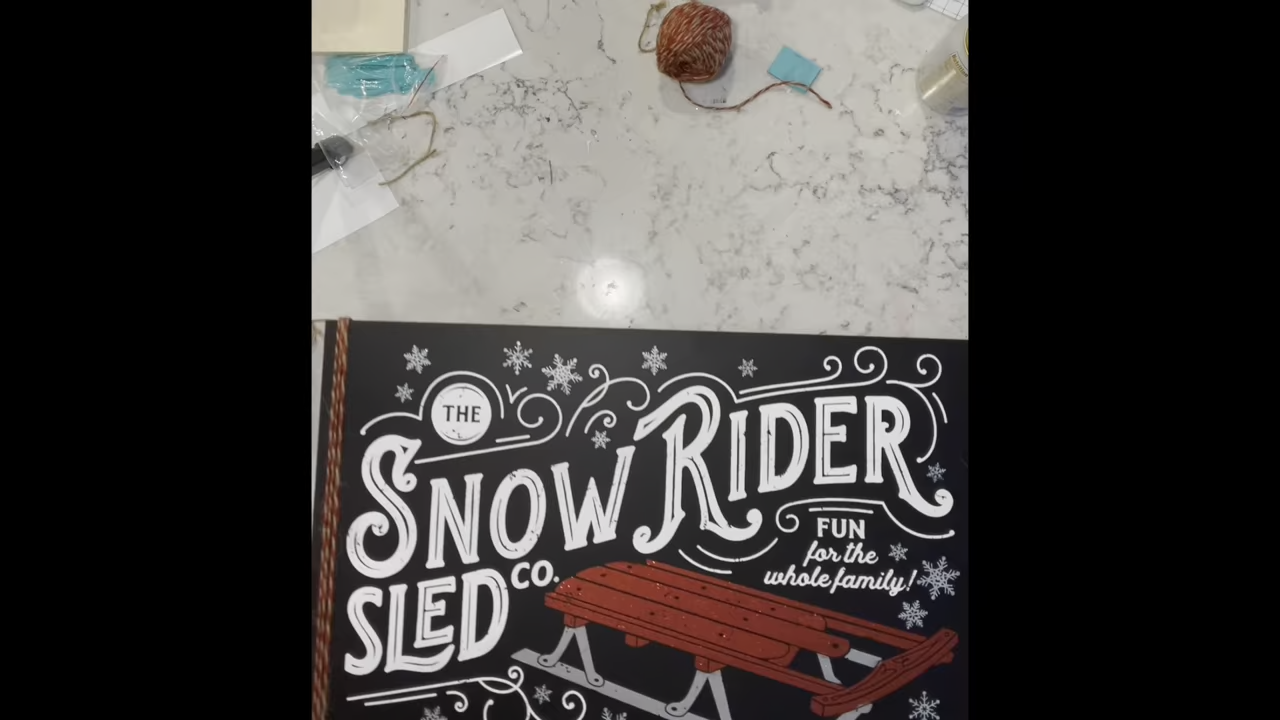 THE
SNOW RIDER
SLED CO.
FUN
for the
whole family!